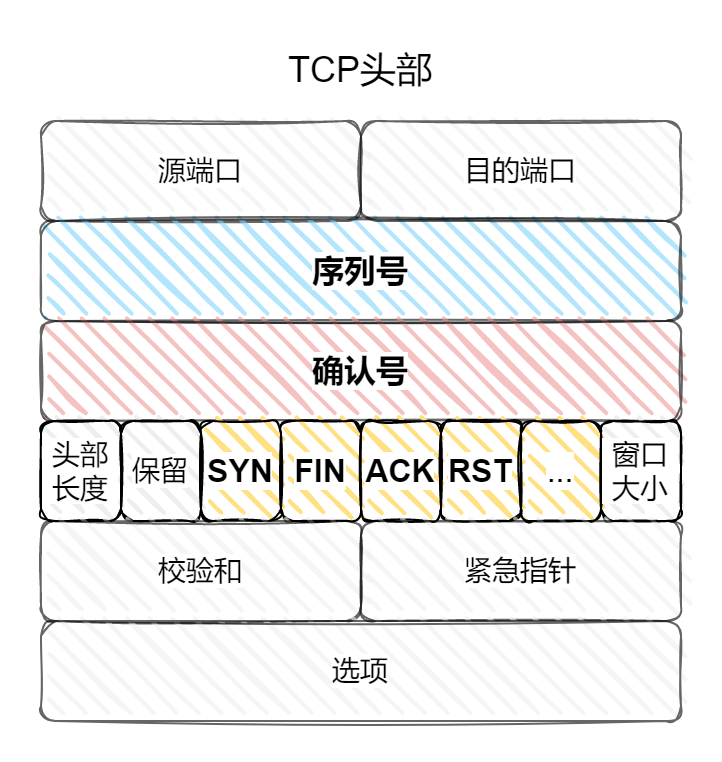 TCP头部
源端口
目的端口
序列号
确认号
头部
长度
保留
SYN
FIN
ACK
RST
...
窗口
大小
校验和
紧急指针
选项